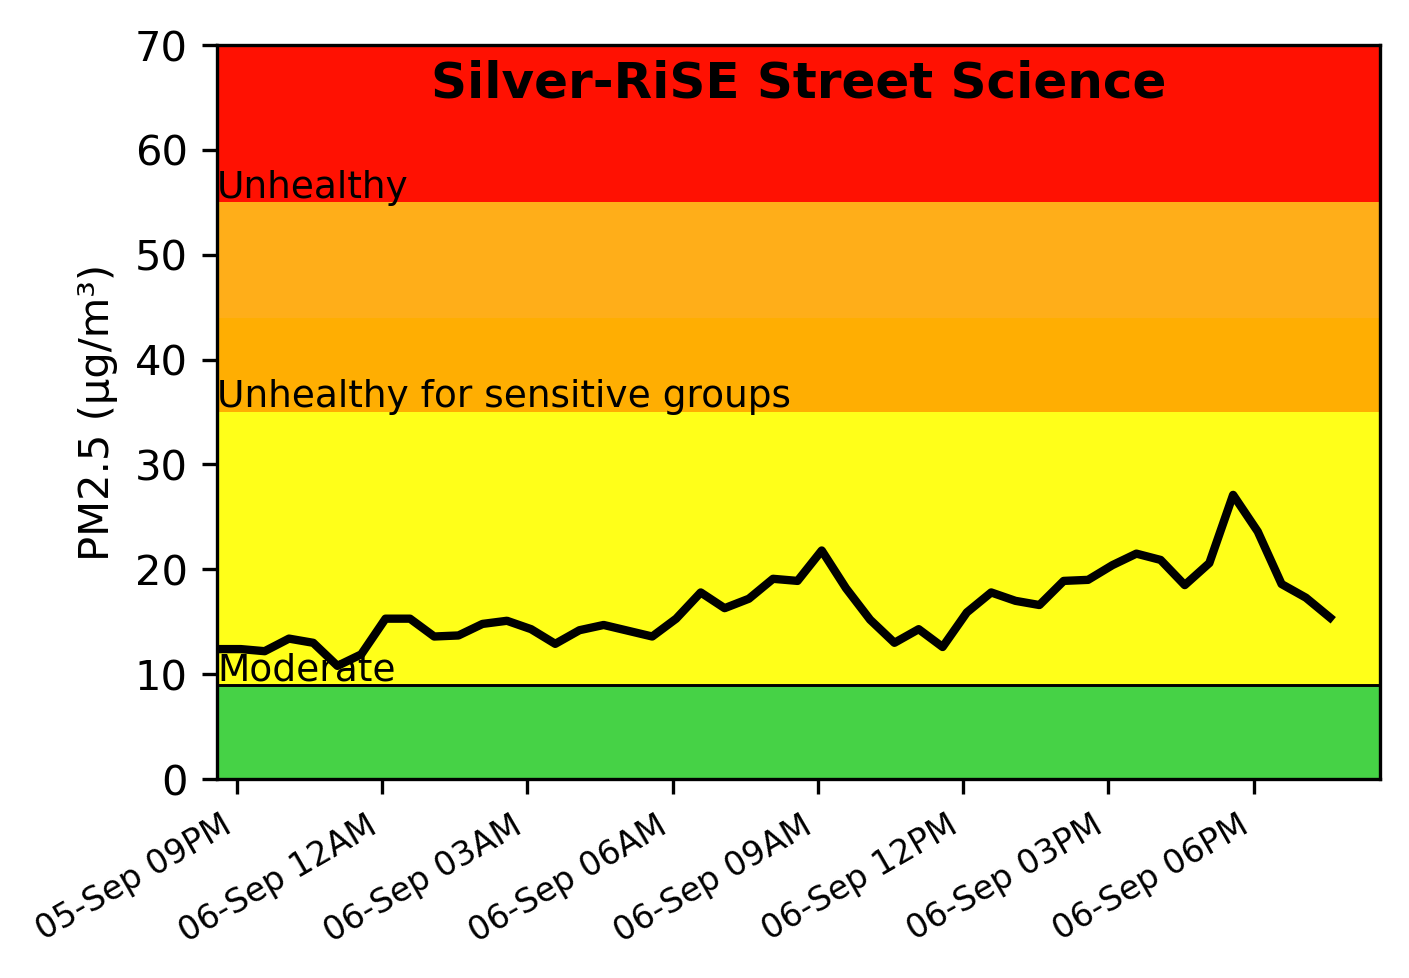 Silver-RiSE Street Science
70
60
Unhealthy
50
40
Unhealthy for sensitive groups
30
20
Moderate
10
0
PM2.5 (µg/m³)
05-Sep 09PM
06-Sep 12AM
06-Sep 03AM
06-Sep 06AM
06-Sep 09AM
06-Sep 12PM
06-Sep 03PM
06-Sep 06PM